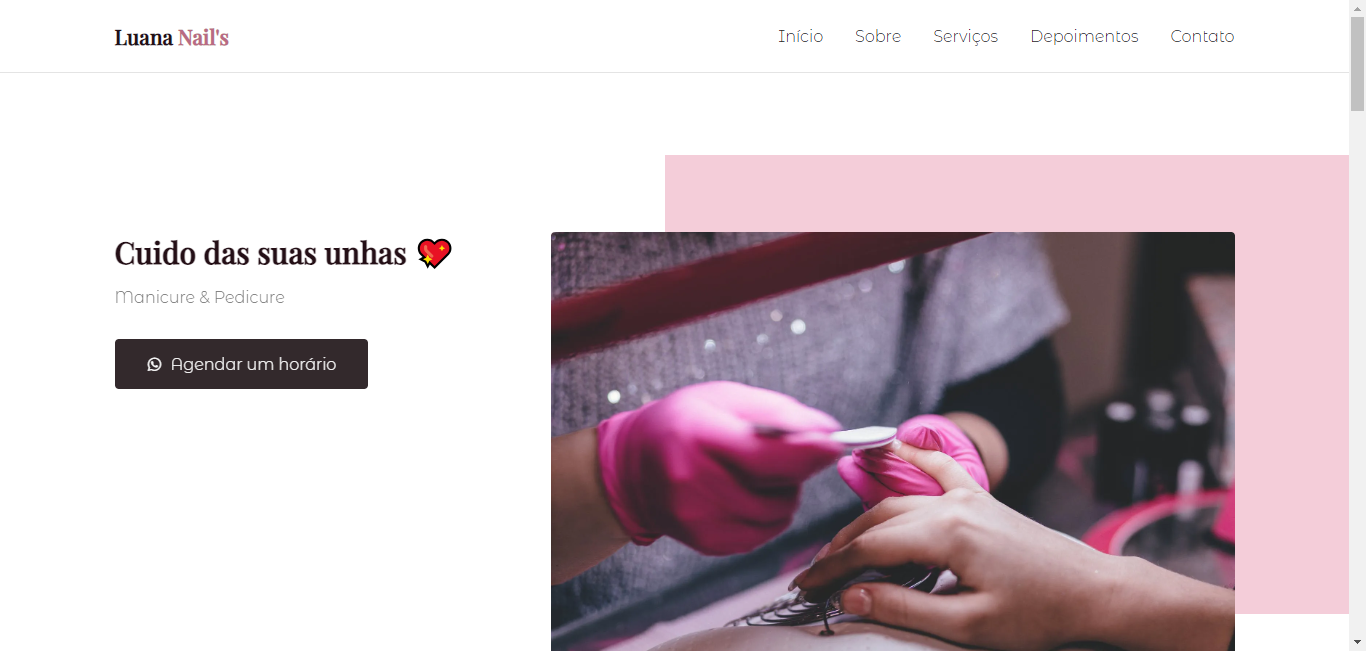 Luana Nail's
Início Sobre Serviços Depoimentos Contato
Cuido das suas unhas 💖
Manicure & Pedicure
Agendar um horário